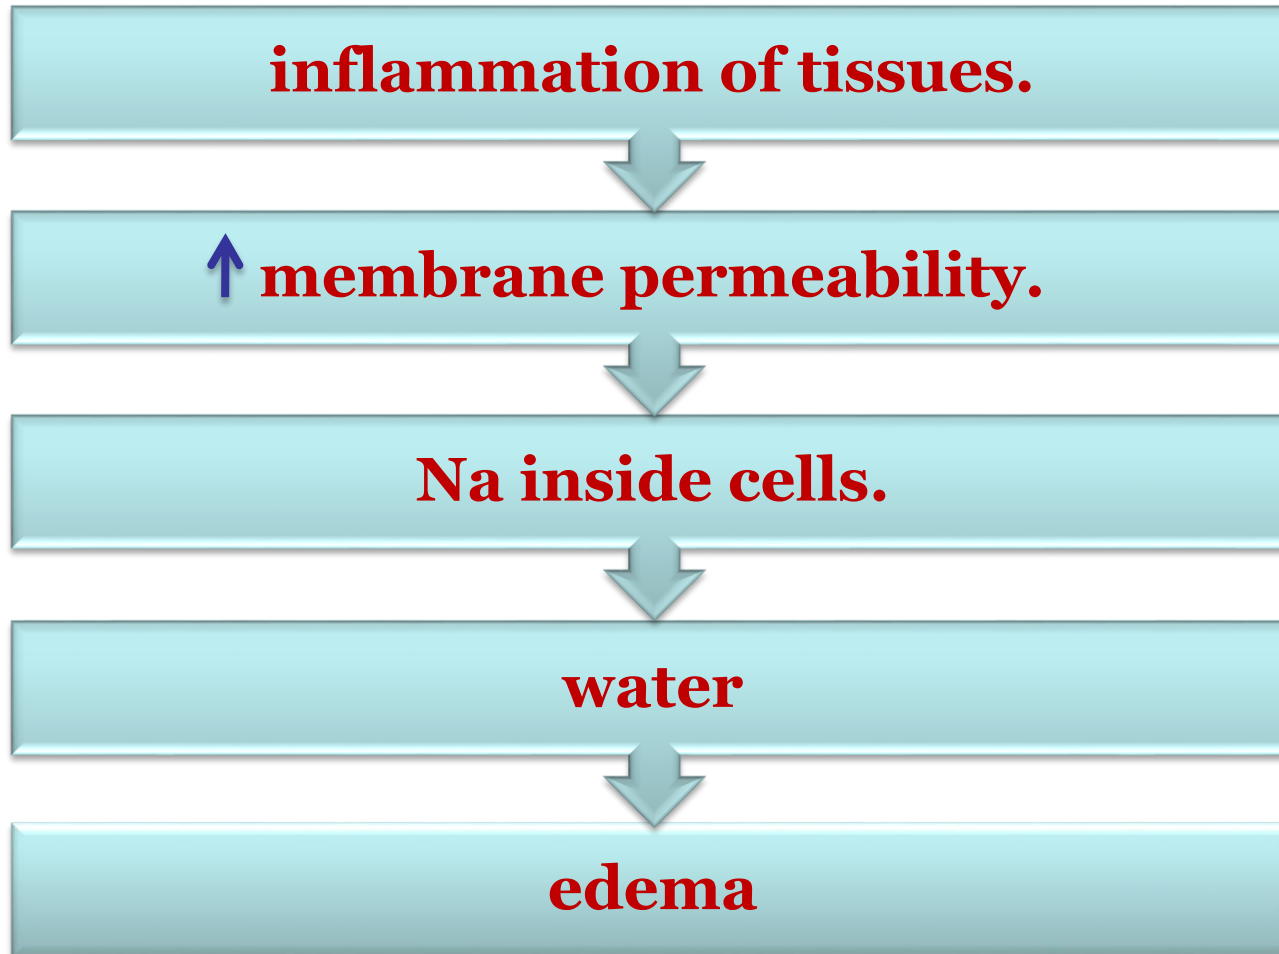 inflammation of tissues.
↑ membrane permeability.
Na inside cells.
water
edema